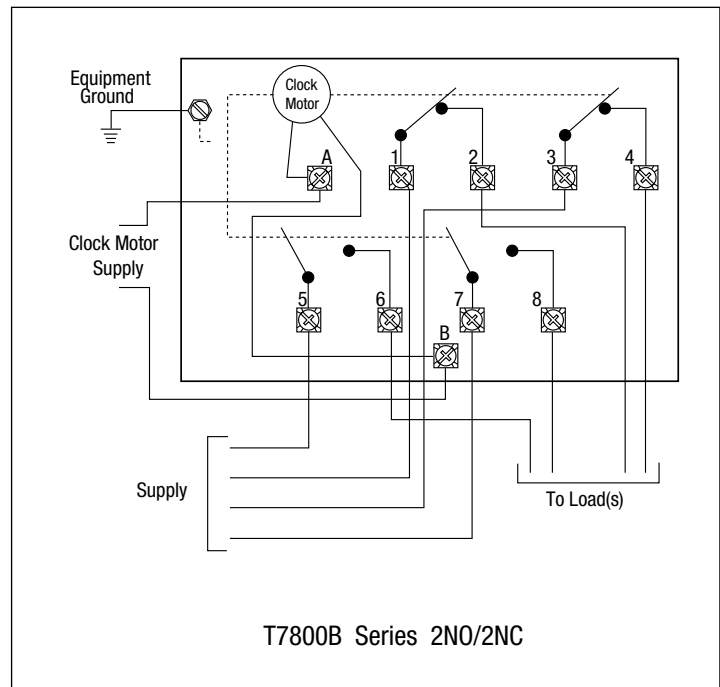 Equipment
Ground
Clock
Motor
A
1
2
3
4
Clock Motor
Supply
5
6
7
8
B
Supply
To Load(s)
T7800B Series 2NO/2NC